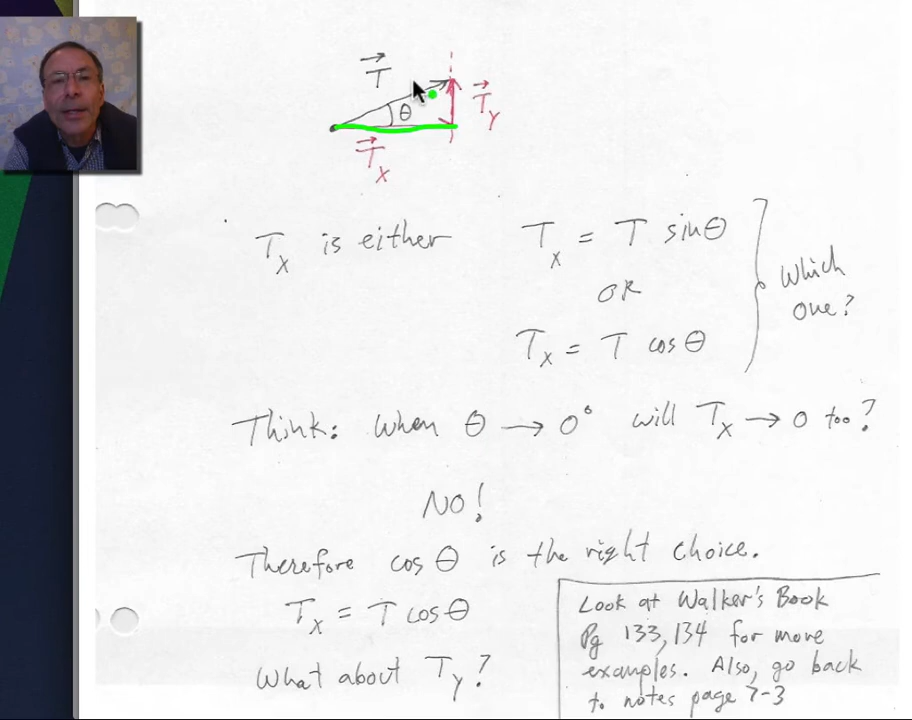 T
θ
T_y
T_x
T_x is either T_x = T sinθ
OR
T_x = T cosθ
Which
one?
Think: When θ → 0° will T_x → 0 too?
NO!
Therefore cosθ is the right choice.
T_x = T cosθ
What about T_y?
Look at Walker's Book
Pg 133, 134 for more
examples. Also, go back
to notes page 7-3